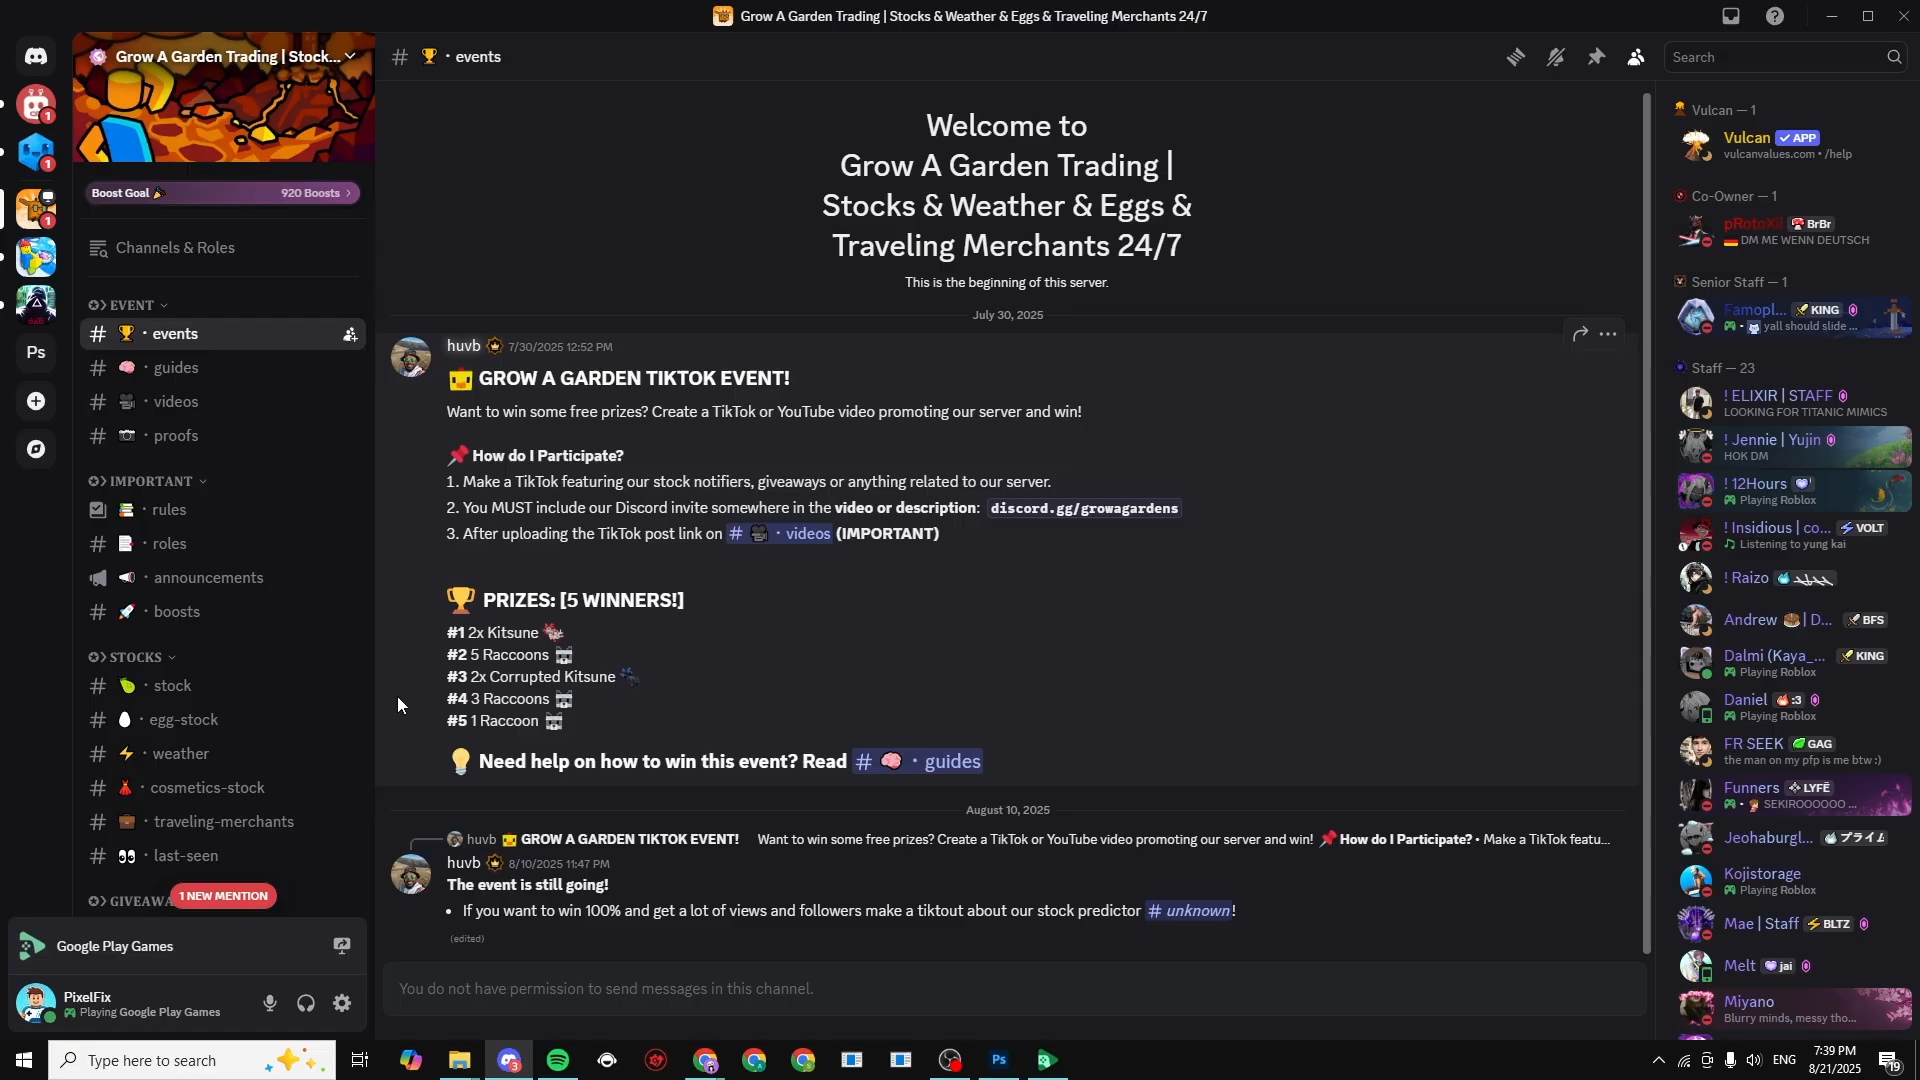 Grow A Garden Trading | Stocks & Weather & Eggs & Traveling Merchants 24/7
Grow A Garden Trading | Stock...
Boost Goal 🎉
920 Boosts
Channels & Roles
EVENT
events
guides
videos
proofs
IMPORTANT
rules
roles
announcements
boosts
STOCKS
stock
egg-stock
weather
cosmetics-stock
traveling-merchants
last-seen
GIVEAWA
1 NEW MENTION
Google Play Games
PixelFix
Playing Google Play Games
Ps
1
1
1
# 🏆・events
Search
Welcome to
Grow A Garden Trading |
Stocks & Weather & Eggs &
Traveling Merchants 24/7
This is the beginning of this server.
July 30, 2025
huvb 7/30/2025 12:52 PM
GROW A GARDEN TIKTOK EVENT!
Want to win some free prizes? Create a TikTok or YouTube video promoting our server and win!
📌 How do I Participate?
1. Make a TikTok featuring our stock notifiers, giveaways or anything related to our server.
2. You MUST include our Discord invite somewhere in the video or description: discord.gg/growagardens
3. After uploading the TikTok post link on # 🎥・videos (IMPORTANT)
🏆 PRIZES: [5 WINNERS!]
#1 2x Kitsune
#2 5 Raccoons
#3 2x Corrupted Kitsune
#4 3 Raccoons
#5 1 Raccoon
💡 Need help on how to win this event? Read # 🧠・guides
August 10, 2025
huvb GROW A GARDEN TIKTOK EVENT! Want to win some free prizes? Create a TikTok or YouTube video promoting our server and win! 📌 How do I Participate? • Make a TikTok featu...
huvb 8/10/2025 11:47 PM
The event is still going!
• If you want to win 100% and get a lot of views and followers make a tiktout about our stock predictor # unknown!
(edited)
You do not have permission to send messages in this channel.
Vulcan — 1
Vulcan ✓ APP
vulcanvalues.com • /help
Co-Owner — 1
pRotoXii BrBr
DM ME WENN DEUTSCH
Senior Staff — 1
Famopl... KING
yall should slide ...
Staff — 23
! ELIXIR | STAFF
LOOKING FOR TITANIC MIMICS
! Jennie | Yujin
HOK DM
! 12Hours
Playing Roblox
! Insidious | co... VOLT
Listening to yung kai
! Raizo
Andrew 🥞 | D... BFS
Dalmi (Kaya_... KING
Playing Roblox
Daniel :3
Playing Roblox
FR SEEK GAG
the man on my pfp is me btw :)
Funners LYFË
SEKIROOOOOO ...
Jeohaburgl... プライム
Kojistorage
Playing Roblox
Mae | Staff BLTZ
Melt jai
Miyano
Blurry minds, messy tho...
Type here to search
3
Ps
ENG
7:39 PM
8/21/2025
19